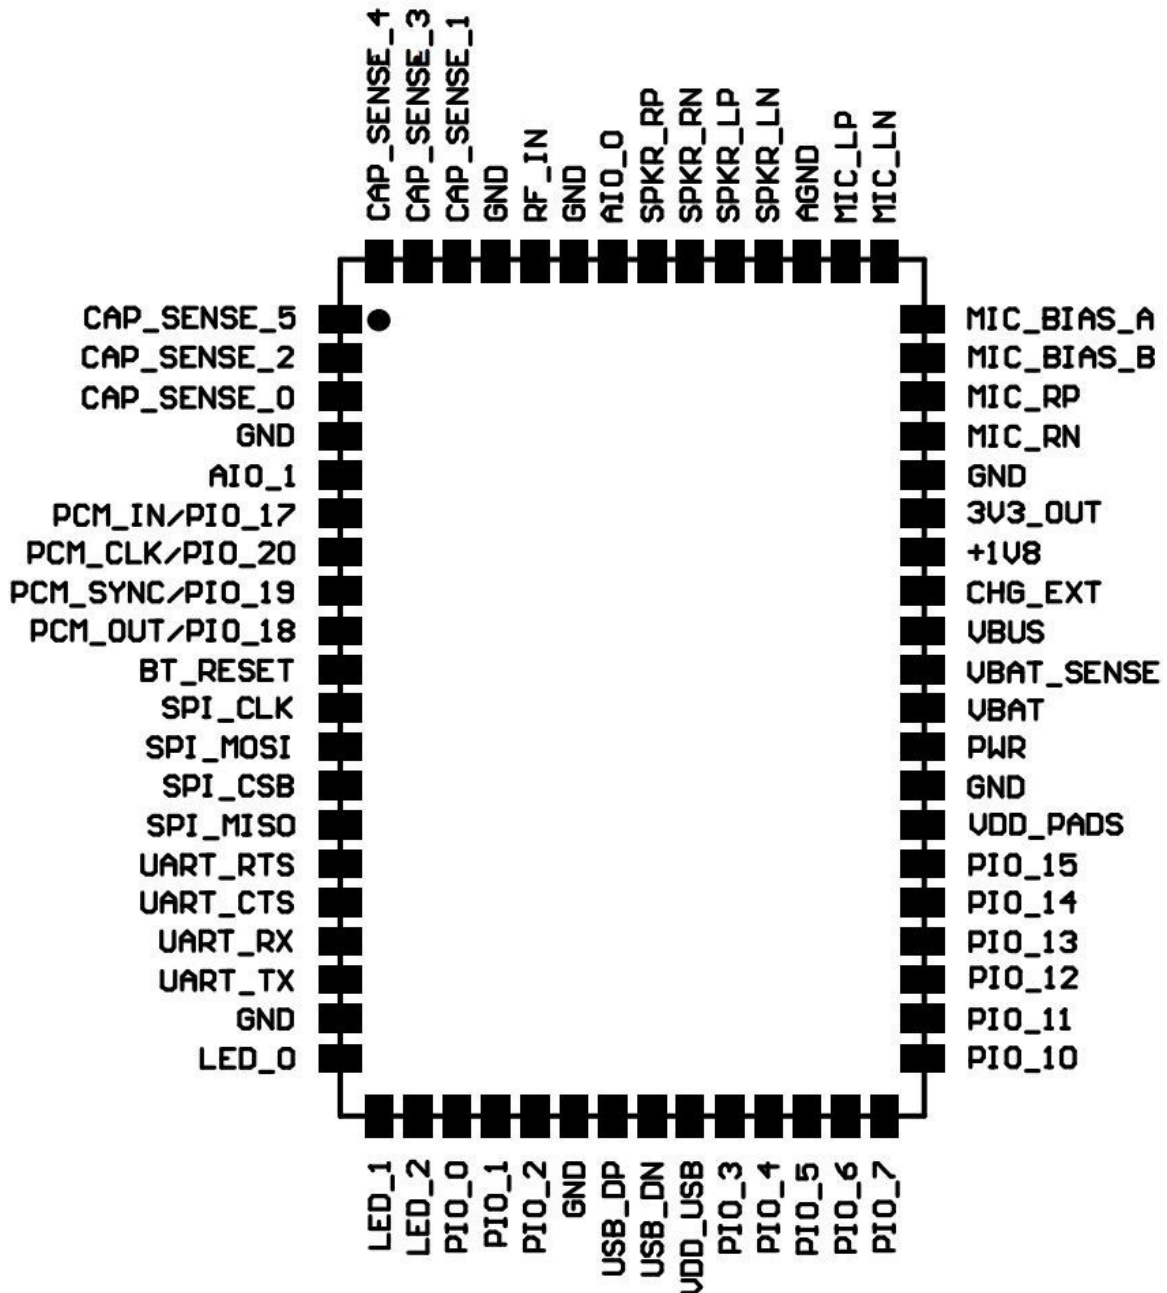 CAP_SENSE_4
CAP_SENSE_3
CAP_SENSE_1
GND
RF_IN
GND
AIO_0
SPKR_RP
SPKR_RN
SPKR_LP
SPKR_LN
AGND
MIC_LP
MIC_LN
CAP_SENSE_5
CAP_SENSE_2
CAP_SENSE_0
GND
AIO_1
PCM_IN/PIO_17
PCM_CLK/PIO_20
PCM_SYNC/PIO_19
PCM_OUT/PIO_18
BT_RESET
SPI_CLK
SPI_MOSI
SPI_CSB
SPI_MISO
UART_RTS
UART_CTS
UART_RX
UART_TX
GND
LED_0
MIC_BIAS_A
MIC_BIAS_B
MIC_RP
MIC_RN
GND
3V3_OUT
+1V8
CHG_EXT
VBUS
VBAT_SENSE
VBAT
PWR
GND
VDD_PADS
PIO_15
PIO_14
PIO_13
PIO_12
PIO_11
PIO_10
LED_1
LED_2
PIO_0
PIO_1
PIO_2
GND
USB_DP
USB_DN
VDD_USB
PIO_3
PIO_4
PIO_5
PIO_6
PIO_7